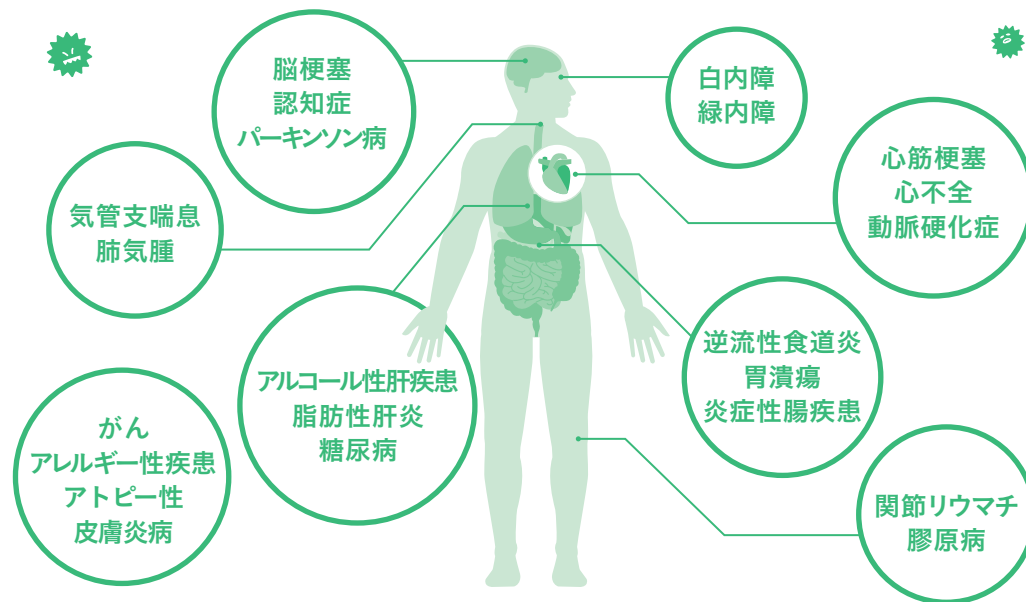 脳梗塞
認知症
パーキンソン病
白内障
緑内障
気管支喘息
肺気腫
心筋梗塞
心不全
動脈硬化症
アルコール性肝疾患
脂肪性肝炎
糖尿病
逆流性食道炎
胃潰瘍
炎症性腸疾患
がん
アレルギー性疾患
アトピー性
皮膚炎病
関節リウマチ
膠原病